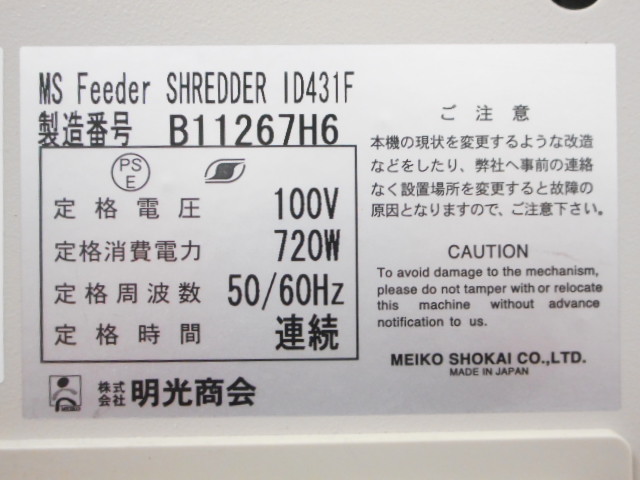 MS Feeder SHREDDER ID431F
製造番号 B11267H6
PS
E
定格電圧 100V
定格消費電力 720W
定格周波数 50/60Hz
定格時間 連続
株式
会社 明光商会
ご注意
本機の現状を変更するような改造
などをしたり、弊社へ事前の連絡
なく設置場所を変更すると故障の
原因となりますので、ご注意下さい。
CAUTION
To avoid damage to the mechanism,
please do not tamper with or relocate
this machine without advance
notification to us.
MEIKO SHOKAI CO.,LTD.
MADE IN JAPAN